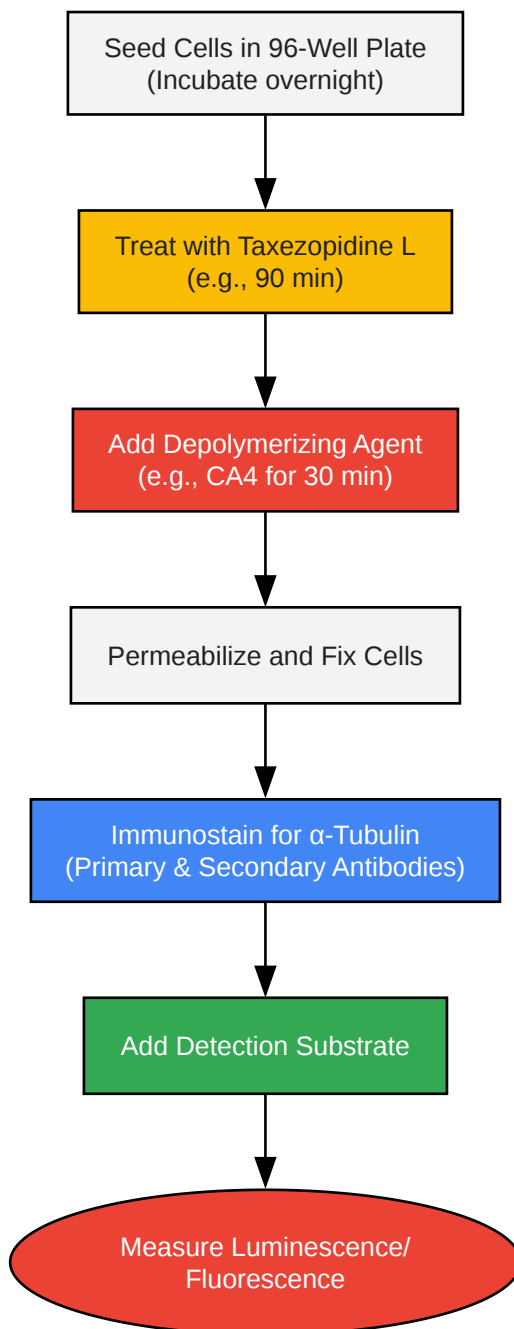 Seed Cells in 96-Well Plate
(Incubate overnight)
Treat with Taxezopidine L
(e.g., 90 min)
Add Depolymerizing Agent
(e.g., CA4 for 30 min)
Permeabilize and Fix Cells
Immunostain for α-Tubulin
(Primary & Secondary Antibodies)
Add Detection Substrate
Measure Luminescence/
Fluorescence